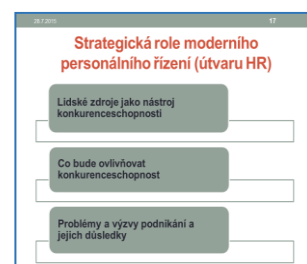 28.7.2015
17
Strategická role moderního
personálního řízení (útvaru HR)
Lidské zdroje jako nástroj
konkurenceschopnosti
Co bude ovlivňovat
konkurenceschopnost
Problémy a výzvy podnikání a
jejich důsledky